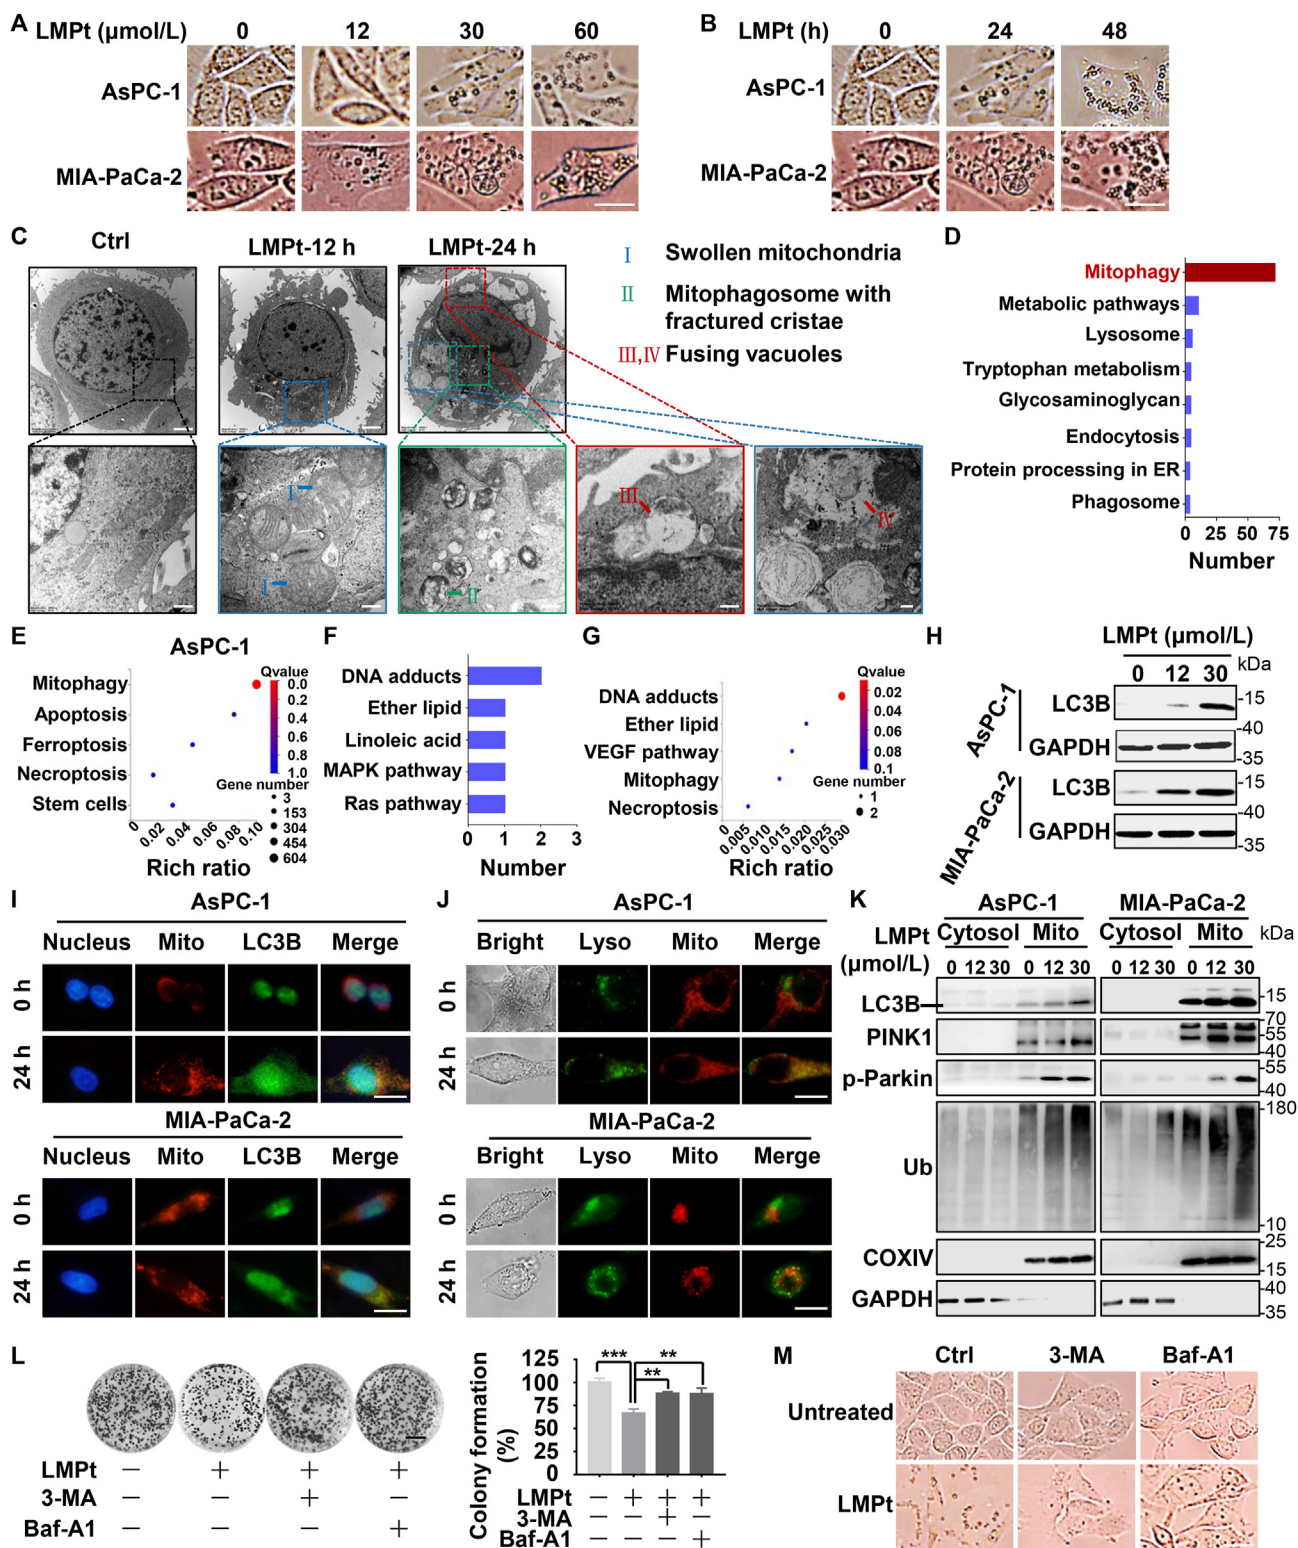 A LMPt (μmol/L) 0 12 30 60
AsPC-1
MIA-PaCa-2
B LMPt (h) 0 24 48
AsPC-1
MIA-PaCa-2
C Ctrl LMPt-12 h LMPt-24 h
I Swollen mitochondria
II Mitophagosome with
fractured cristae
III,IV Fusing vacuoles
I
I
II
III
IV
D
Mitophagy
Metabolic pathways
Lysosome
Tryptophan metabolism
Glycosaminoglycan
Endocytosis
Protein processing in ER
Phagosome
0 25 50 75
Number
E AsPC-1
Mitophagy
Apoptosis
Ferroptosis
Necroptosis
Stem cells
0 0.02 0.04 0.06 0.08 0.10
Rich ratio
Qvalue
0.0
0.2
0.4
0.6
0.8
1.0
Gene number
3
153
304
454
604
F
DNA adducts
Ether lipid
Linoleic acid
MAPK pathway
Ras pathway
0 1 2 3
Number
G
DNA adducts
Ether lipid
VEGF pathway
Mitophagy
Necroptosis
0 0.005 0.010 0.015 0.020 0.025 0.030
Rich ratio
Qvalue
0.02
0.04
0.06
0.08
0.1
Gene number
1
2
H LMPt (μmol/L)
0 12 30 kDa
AsPC-1
LC3B -15
-40
GAPDH -35
MIA-PaCa-2
LC3B -15
-40
GAPDH -35
I AsPC-1
Nucleus Mito LC3B Merge
0 h
24 h
MIA-PaCa-2
Nucleus Mito LC3B Merge
0 h
24 h
J AsPC-1
Bright Lyso Mito Merge
0 h
24 h
MIA-PaCa-2
Bright Lyso Mito Merge
0 h
24 h
K AsPC-1 MIA-PaCa-2
LMPt Cytosol Mito Cytosol Mito kDa
(μmol/L) 0 12 30 0 12 30 0 12 30 0 12 30
LC3B -15
-70
PINK1 -55
-40
p-Parkin -55
-40
-180
Ub
-10
COXIV -25
-15
GAPDH -40
-35
L
LMPt — + + +
3-MA — — + —
Baf-A1 — — — +
Colony formation
(%)
125
100
75
50
25
0
*** ** **
LMPt — + + +
3-MA — — + —
Baf-A1 — — — +
M Ctrl 3-MA Baf-A1
Untreated
LMPt